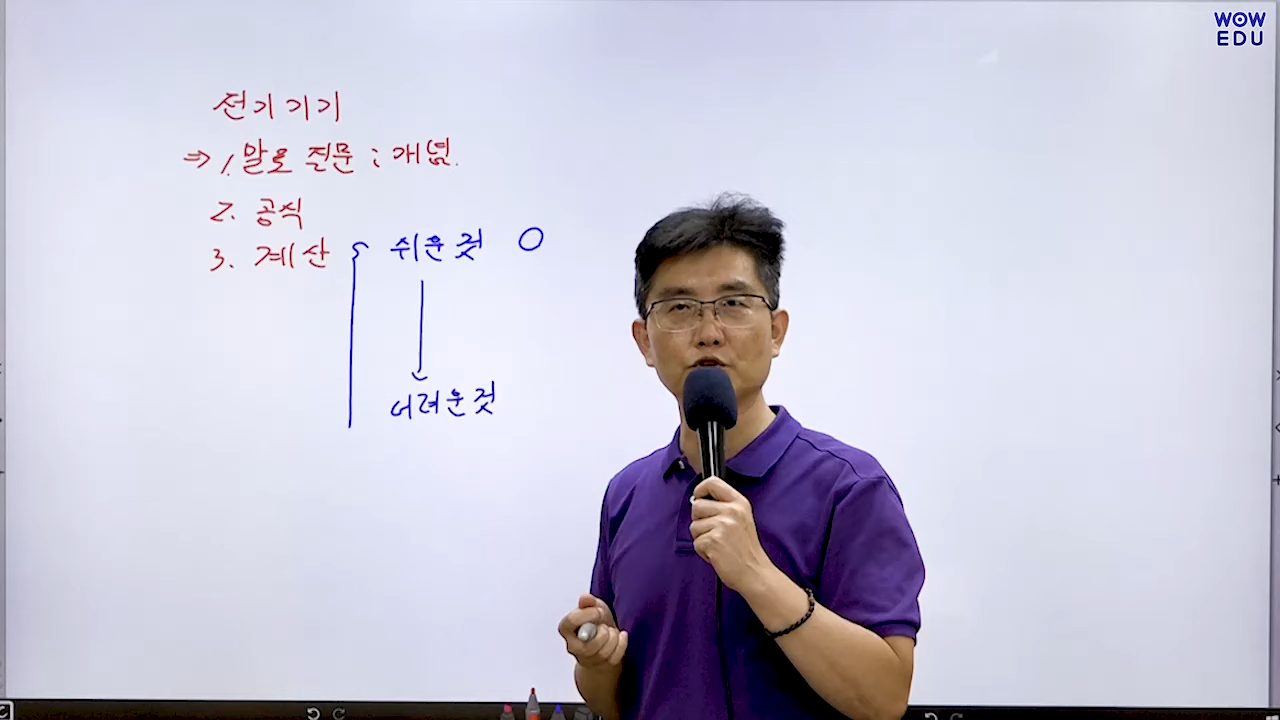 WOW
EDU
전기기기
⇒ 1. 말로 질문 ; 개념.
2. 공식
3. 계산 { 쉬운것 O
↓
어려운것